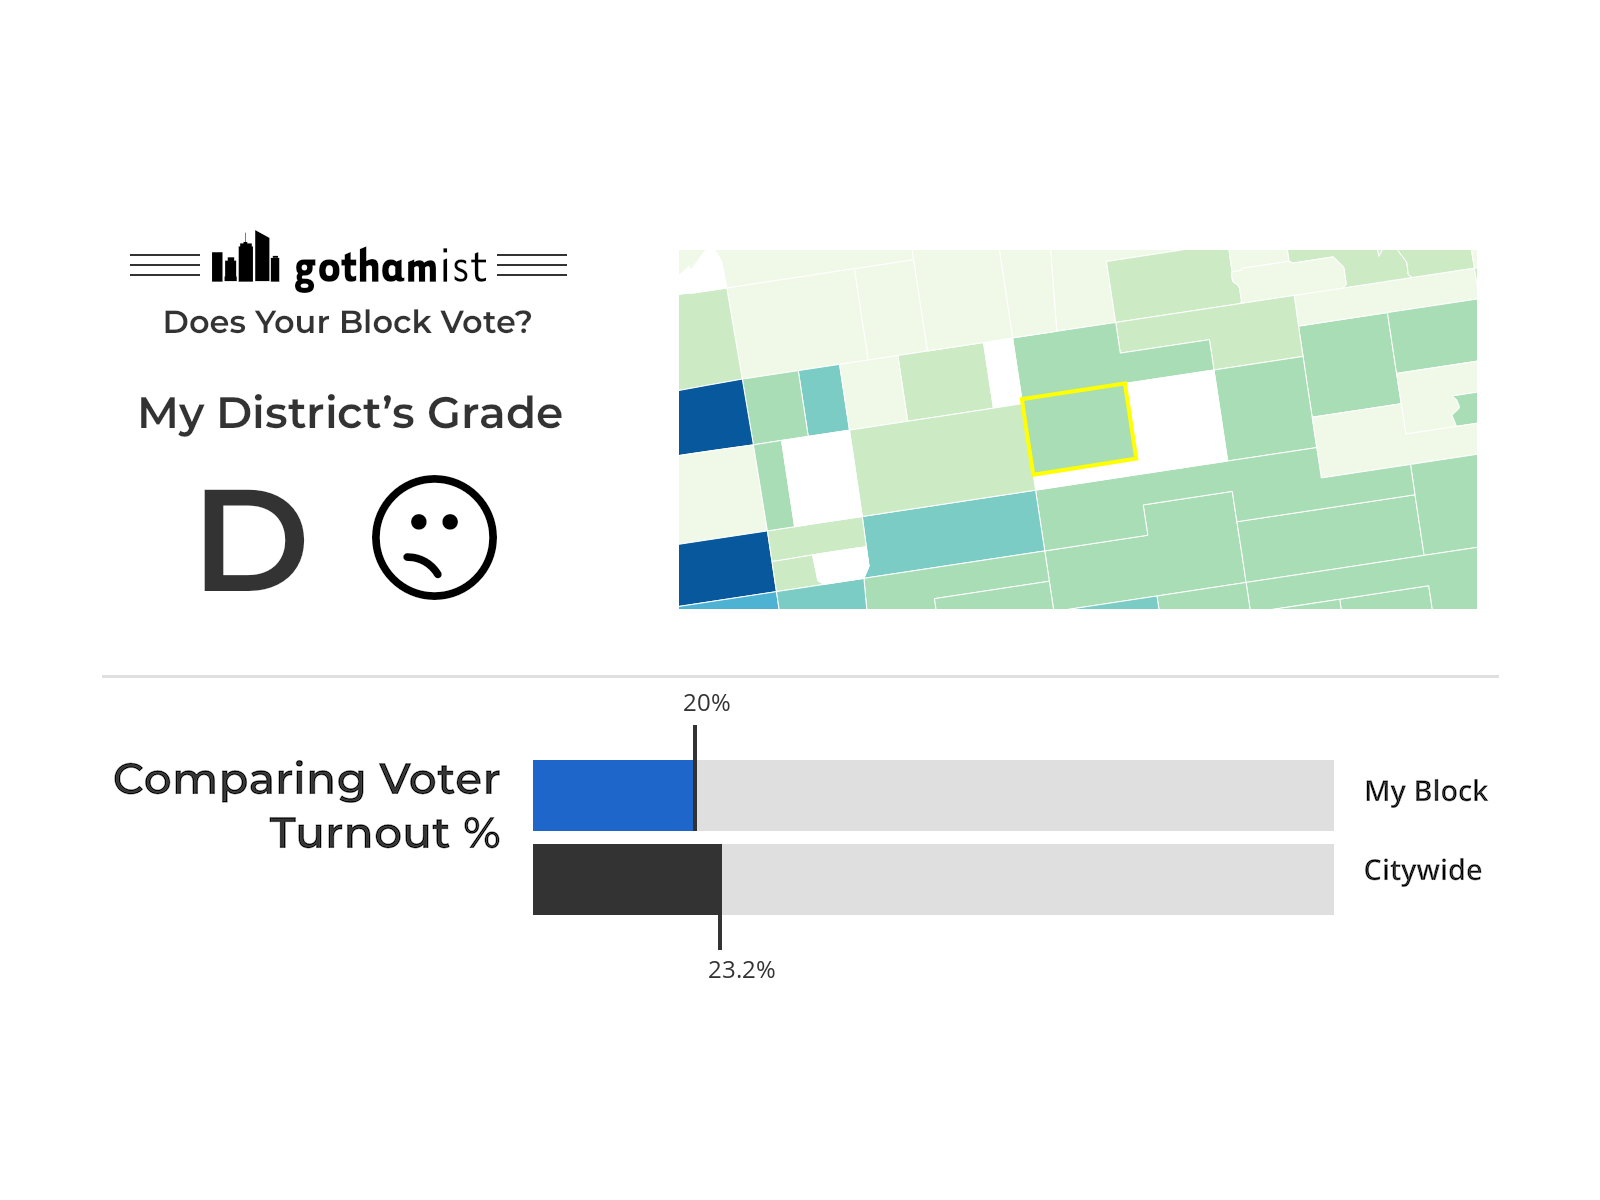 gothamist
Does Your Block Vote?
My District’s Grade
D
20%
Comparing Voter
Turnout %
My Block
Citywide
23.2%